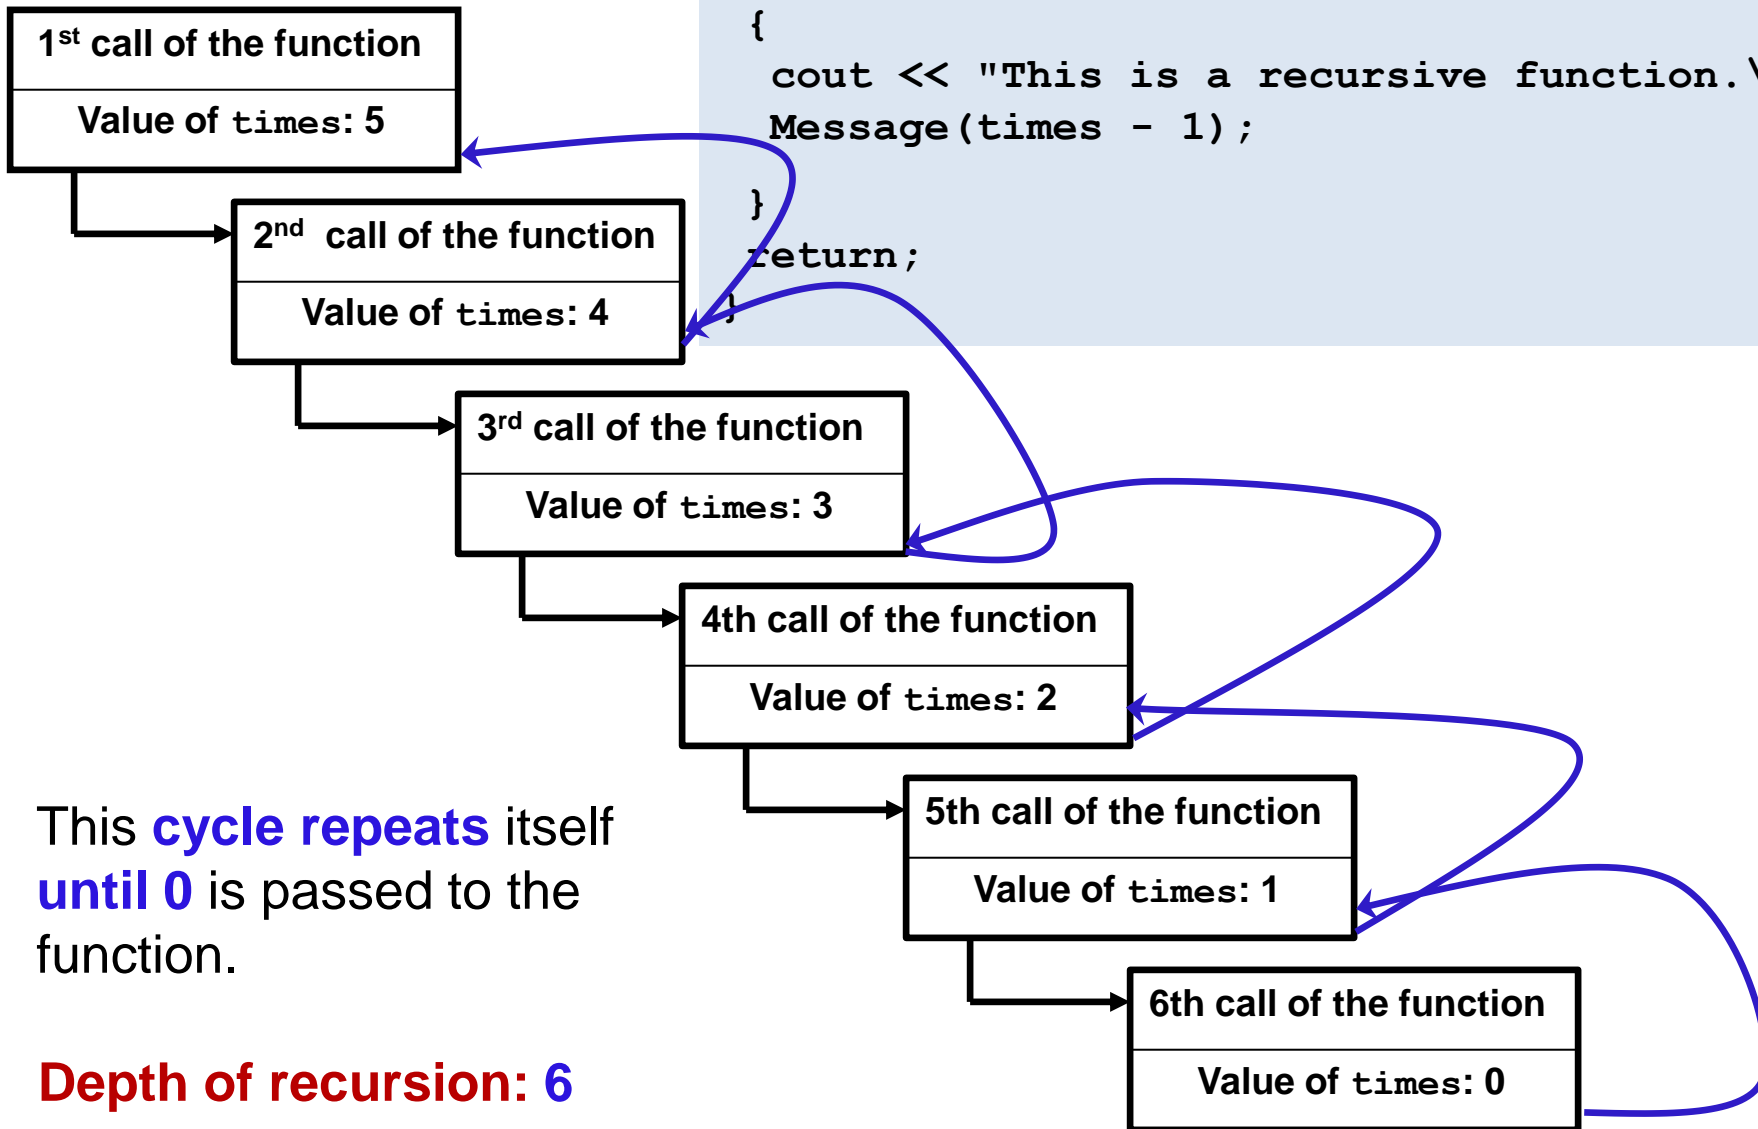 1st call of the function
Value of times: 5
{
cout << "This is a recursive function.\
Message(times - 1);
}
return;
}
2nd call of the function
Value of times: 4
3rd call of the function
Value of times: 3
4th call of the function
Value of times: 2
5th call of the function
Value of times: 1
6th call of the function
Value of times: 0
This cycle repeats itself
until 0 is passed to the
function.
Depth of recursion: 6